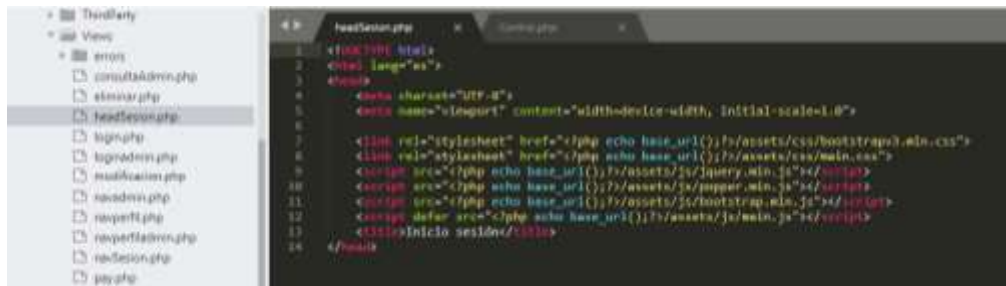 ThirdParty
Views
errors
consultaAdmin.php
eliminar.php
headSesion.php
login.php
loginadmin.php
modificacion.php
navadmin.php
navperfil.php
navperfiladmin.php
navSesion.php
pay.php
headSesion.php
1 <!DOCTYPE html>
2 <html lang="es">
3 <head>
4 <meta charset="UTF-8">
5 <meta name="viewport" content="width=device-width, initial-scale=1.0">
6
7 <link rel="stylesheet" href="<?php echo base_url();?>/assets/css/bootstrapv3.min.css">
8 <link rel="stylesheet" href="<?php echo base_url();?>/assets/css/main.css">
9 <script src="<?php echo base_url();?>/assets/js/jquery.min.js"></script>
10 <script src="<?php echo base_url();?>/assets/js/popper.min.js"></script>
11 <script src="<?php echo base_url();?>/assets/js/bootstrap.min.js"></script>
12 <script defer src="<?php echo base_url();?>/assets/js/main.js"></script>
13 <title>Inicio sesión</title>
14 </head>